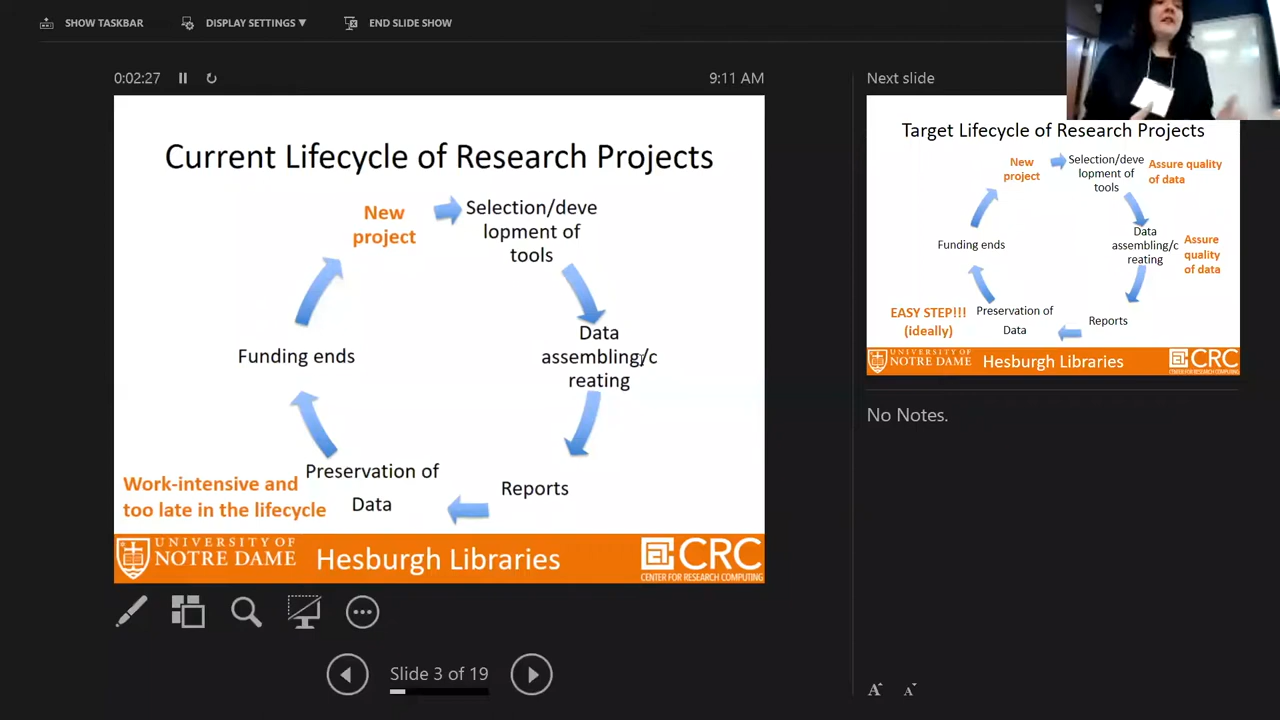 SHOW TASKBAR
DISPLAY SETTINGS ▼
END SLIDE SHOW
0:02:27
9:11 AM
Current Lifecycle of Research Projects
New
project
Selection/deve
lopment of
tools
Data
assembling/c
reating
Reports
Preservation of
Data
Work-intensive and
too late in the lifecycle
Funding ends
UNIVERSITY OF
NOTRE DAME
Hesburgh Libraries
CRC
CENTER FOR RESEARCH COMPUTING
Slide 3 of 19
Next slide
Target Lifecycle of Research Projects
New
project
Selection/deve
lopment of
tools
Assure quality
of data
Data
assembling/c
reating
Assure
quality
of data
Reports
Preservation of
Data
EASY STEP!!!
(ideally)
Funding ends
UNIVERSITY OF
NOTRE DAME
Hesburgh Libraries
CRC
CENTER FOR RESEARCH COMPUTING
No Notes.
A A